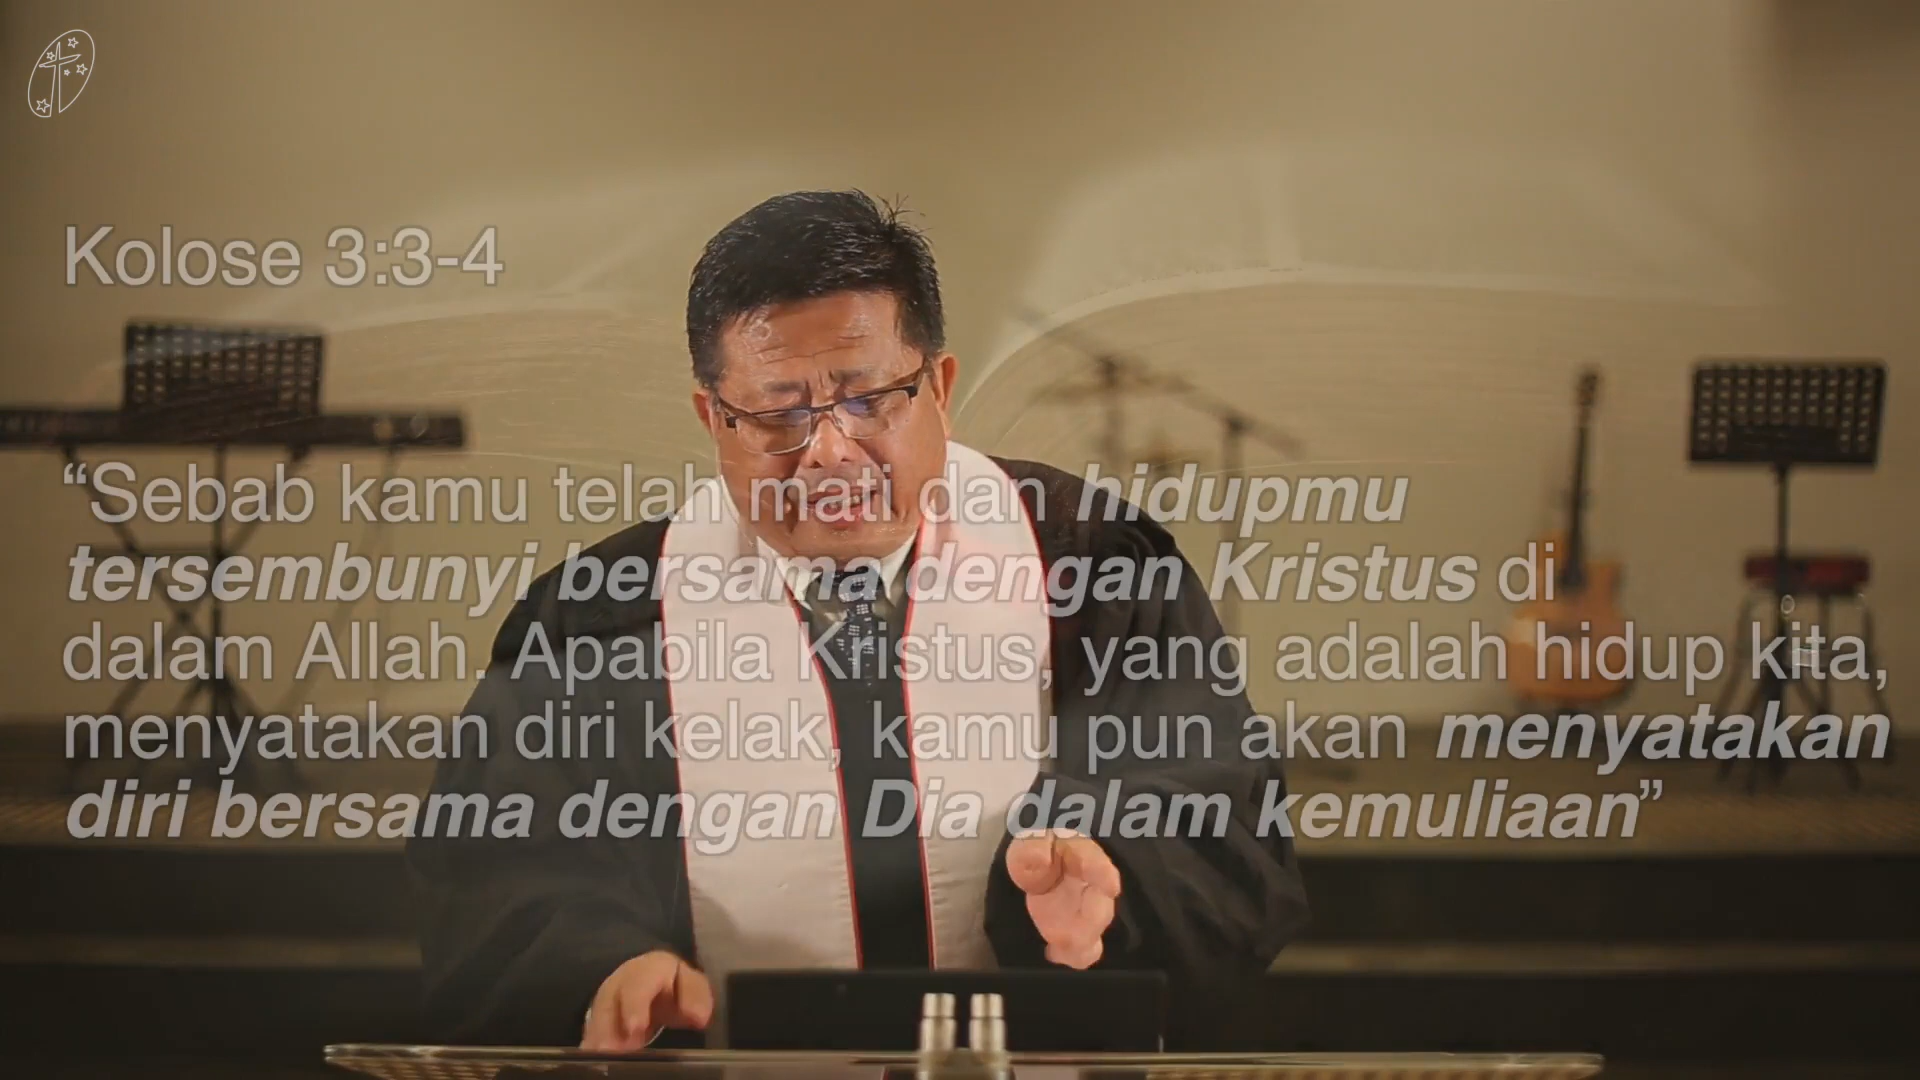 Kolose 3:3-4
“Sebab kamu telah mati dan hidupmu
tersembunyi bersama dengan Kristus di
dalam Allah. Apabila Kristus, yang adalah hidup kita,
menyatakan diri kelak, kamu pun akan menyatakan
diri bersama dengan Dia dalam kemuliaan”